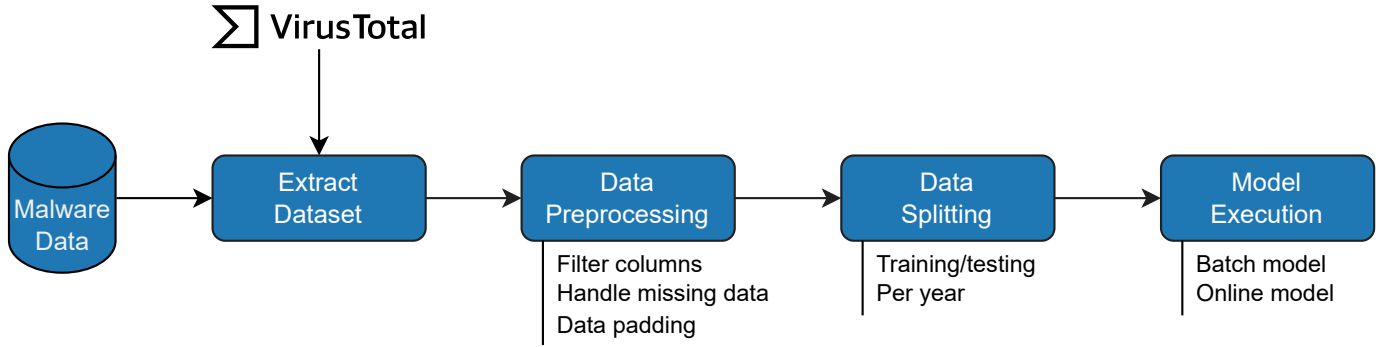 VirusTotal
Malware
Data
Extract
Dataset
Data
Preprocessing
Filter columns
Handle missing data
Data padding
Data
Splitting
Training/testing
Per year
Model
Execution
Batch model
Online model